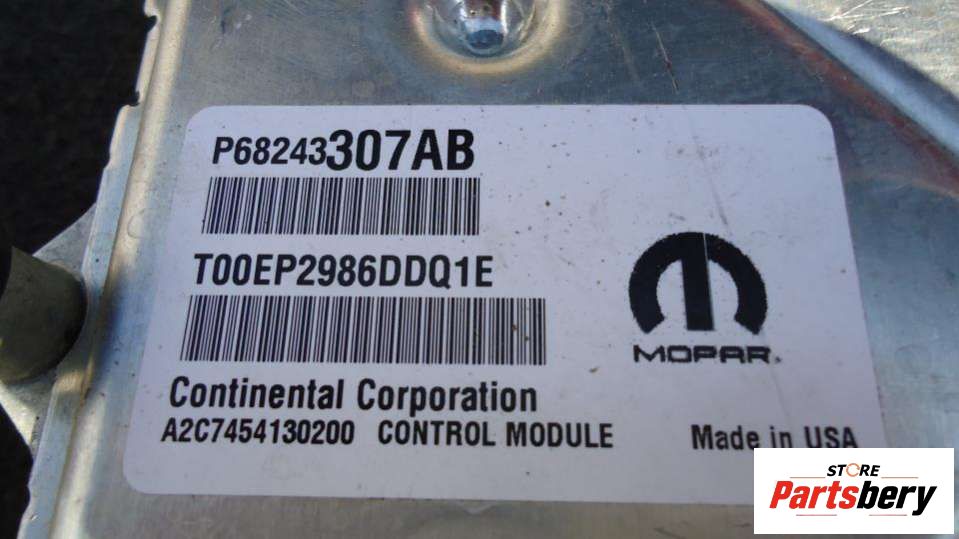 P68243307AB
T00EP2986DDQ1E
MOPAR.
Continental Corporation
A2C7454130200 CONTROL MODULE Made in USA
STORE
Partsbery